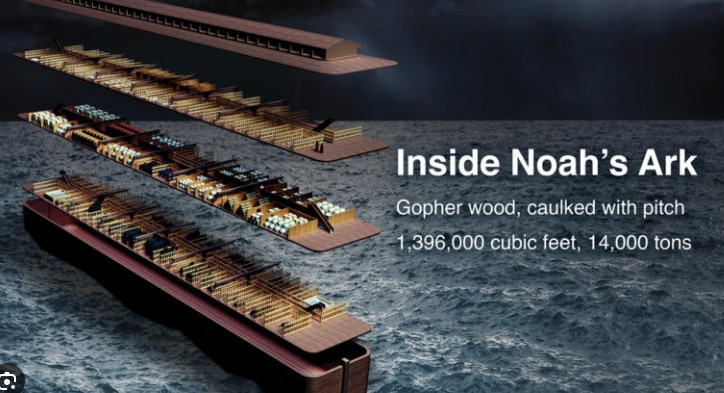 Inside Noah’s Ark
Gopher wood, caulked with pitch
1,396,000 cubic feet, 14,000 tons